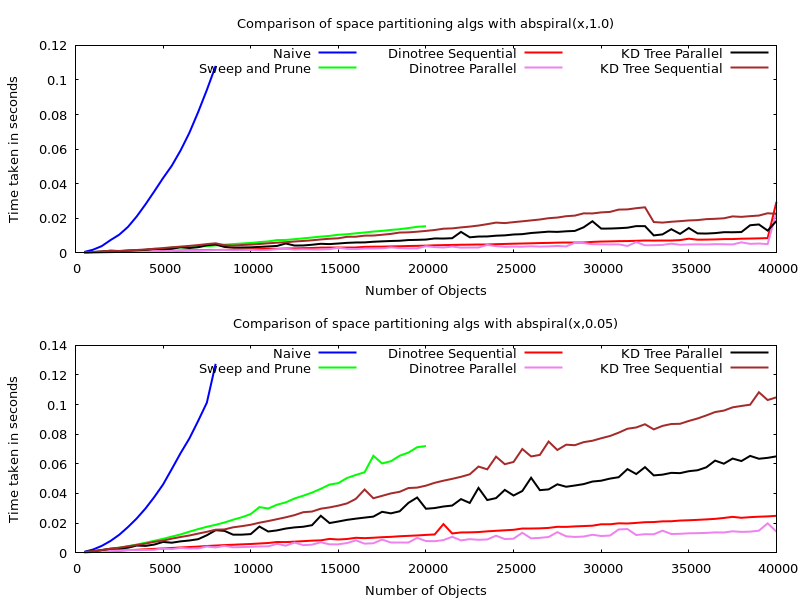 Comparison of space partitioning algs with abspiral(x,1.0)
0.12
0.1
0.08
0.06
0.04
0.02
0
Time taken in seconds
Naive
Sweep and Prune
Dinotree Sequential
Dinotree Parallel
KD Tree Parallel
KD Tree Sequential
0 5000 10000 15000 20000 25000 30000 35000 40000
Number of Objects
Comparison of space partitioning algs with abspiral(x,0.05)
0.14
0.12
0.1
0.08
0.06
0.04
0.02
0
Time taken in seconds
Naive
Sweep and Prune
Dinotree Sequential
Dinotree Parallel
KD Tree Parallel
KD Tree Sequential
0 5000 10000 15000 20000 25000 30000 35000 40000
Number of Objects